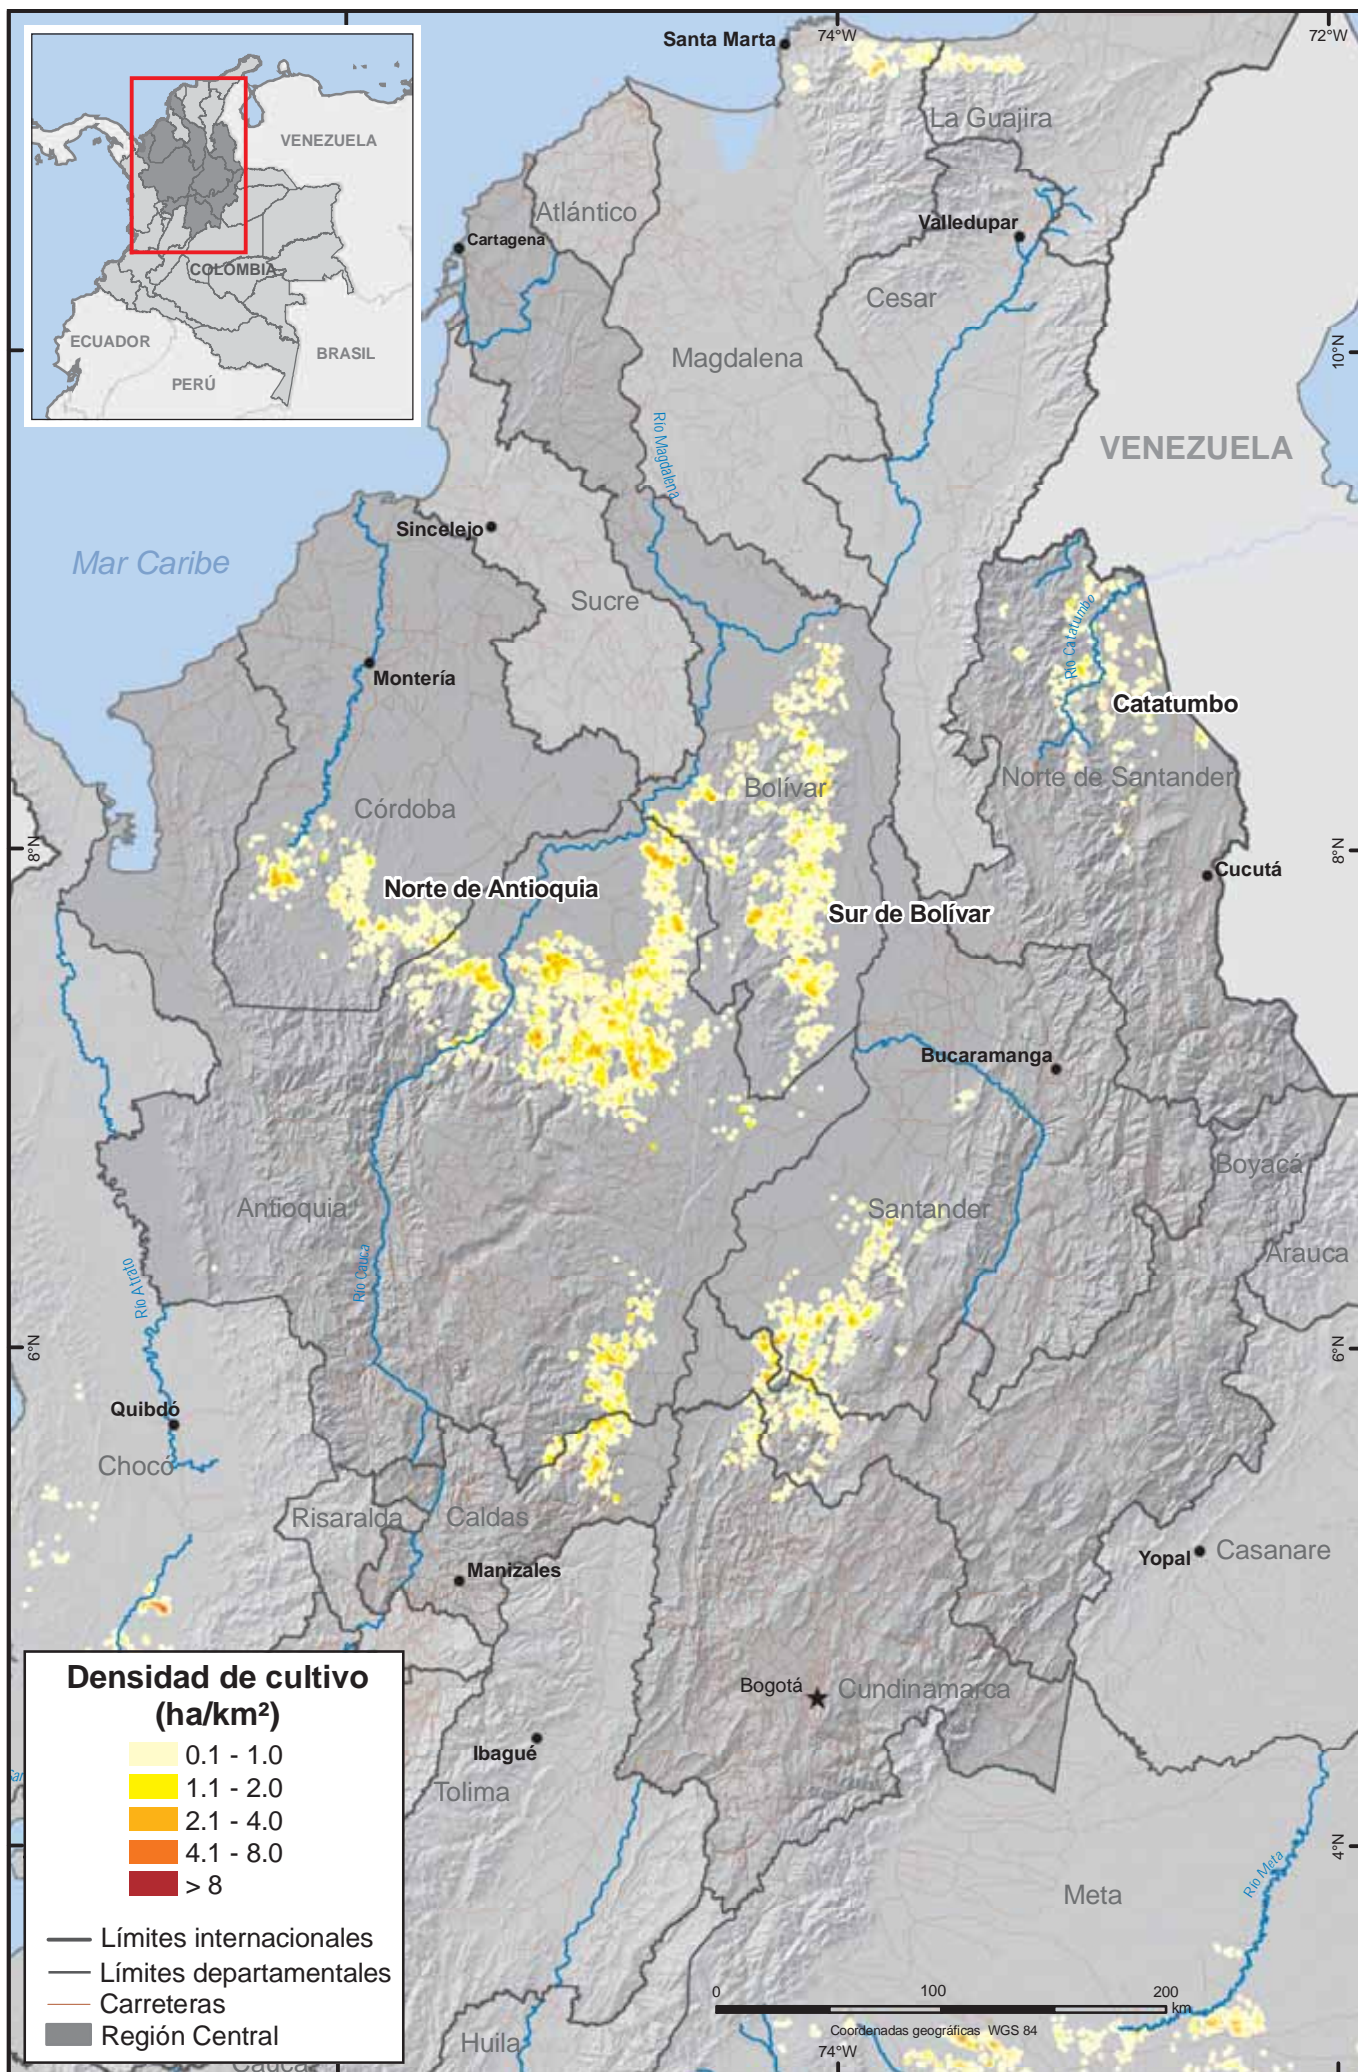 Santa Marta
74°W
72°W
La Guajira
VENEZUELA
COLOMBIA
ECUADOR
BRASIL
PERÚ
Atlántico
Cartagena
Valledupar
Cesar
Magdalena
10°N
Río Magdalena
VENEZUELA
Sincelejo
Mar Caribe
Sucre
Río Catatumbo
Montería
Catatumbo
Norte de Santander
Bolívar
Córdoba
8°N
8°N
Norte de Antioquia
Sur de Bolívar
Cucutá
Bucaramanga
Boyacá
Antioquia
Santander
Arauca
Río Atrato
Río Cauca
6°N
6°N
Quibdó
Chocó
Risaralda
Caldas
Manizales
Yopal
Casanare
Bogotá
Cundinamarca
Ibagué
Tolima
4°N
Meta
Río Meta
Huila
Cauca
Densidad de cultivo
(ha/km²)
0.1 - 1.0
1.1 - 2.0
2.1 - 4.0
4.1 - 8.0
> 8
Límites internacionales
Límites departamentales
Carreteras
Región Central
0 100 200
km
Coordenadas geográficas WGS 84
74°W